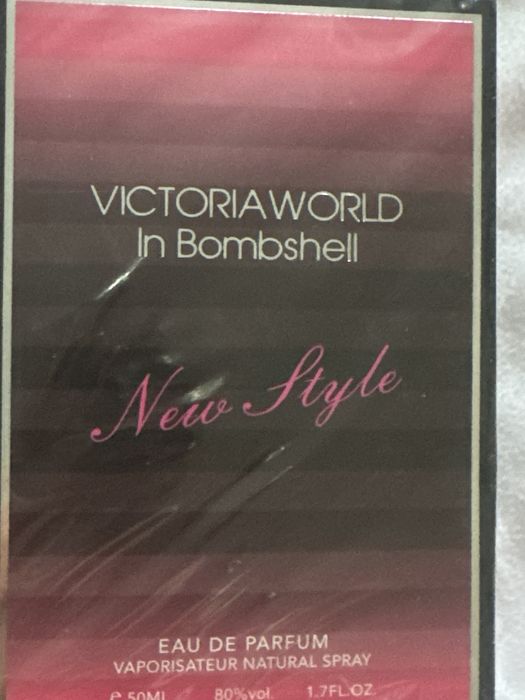 VICTORIAWORLD
In Bombshell
New Style
EAU DE PARFUM
VAPORISATEUR NATURAL SPRAY
e 50ML 80%vol. 1.7FL.OZ